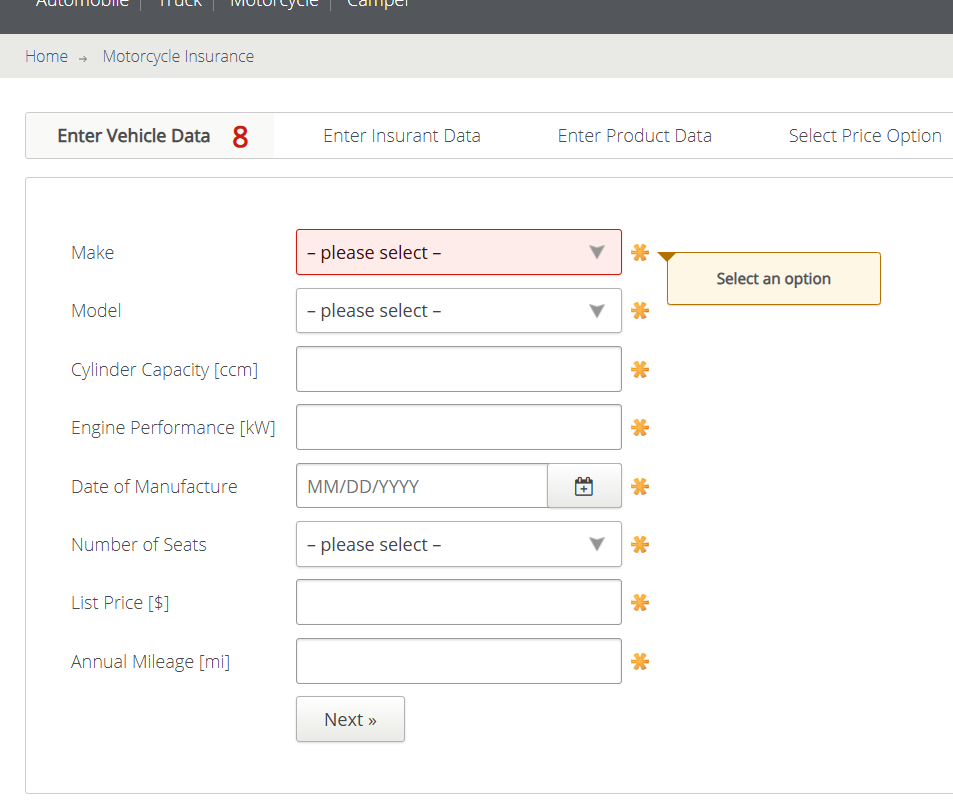 Automobile Truck Motorcycle Camper
Home → Motorcycle Insurance
Enter Vehicle Data 8 Enter Insurant Data Enter Product Data Select Price Option
Make – please select –
Select an option
Model – please select –
Cylinder Capacity [ccm]
Engine Performance [kW]
Date of Manufacture MM/DD/YYYY
Number of Seats – please select –
List Price [$]
Annual Mileage [mi]
Next »